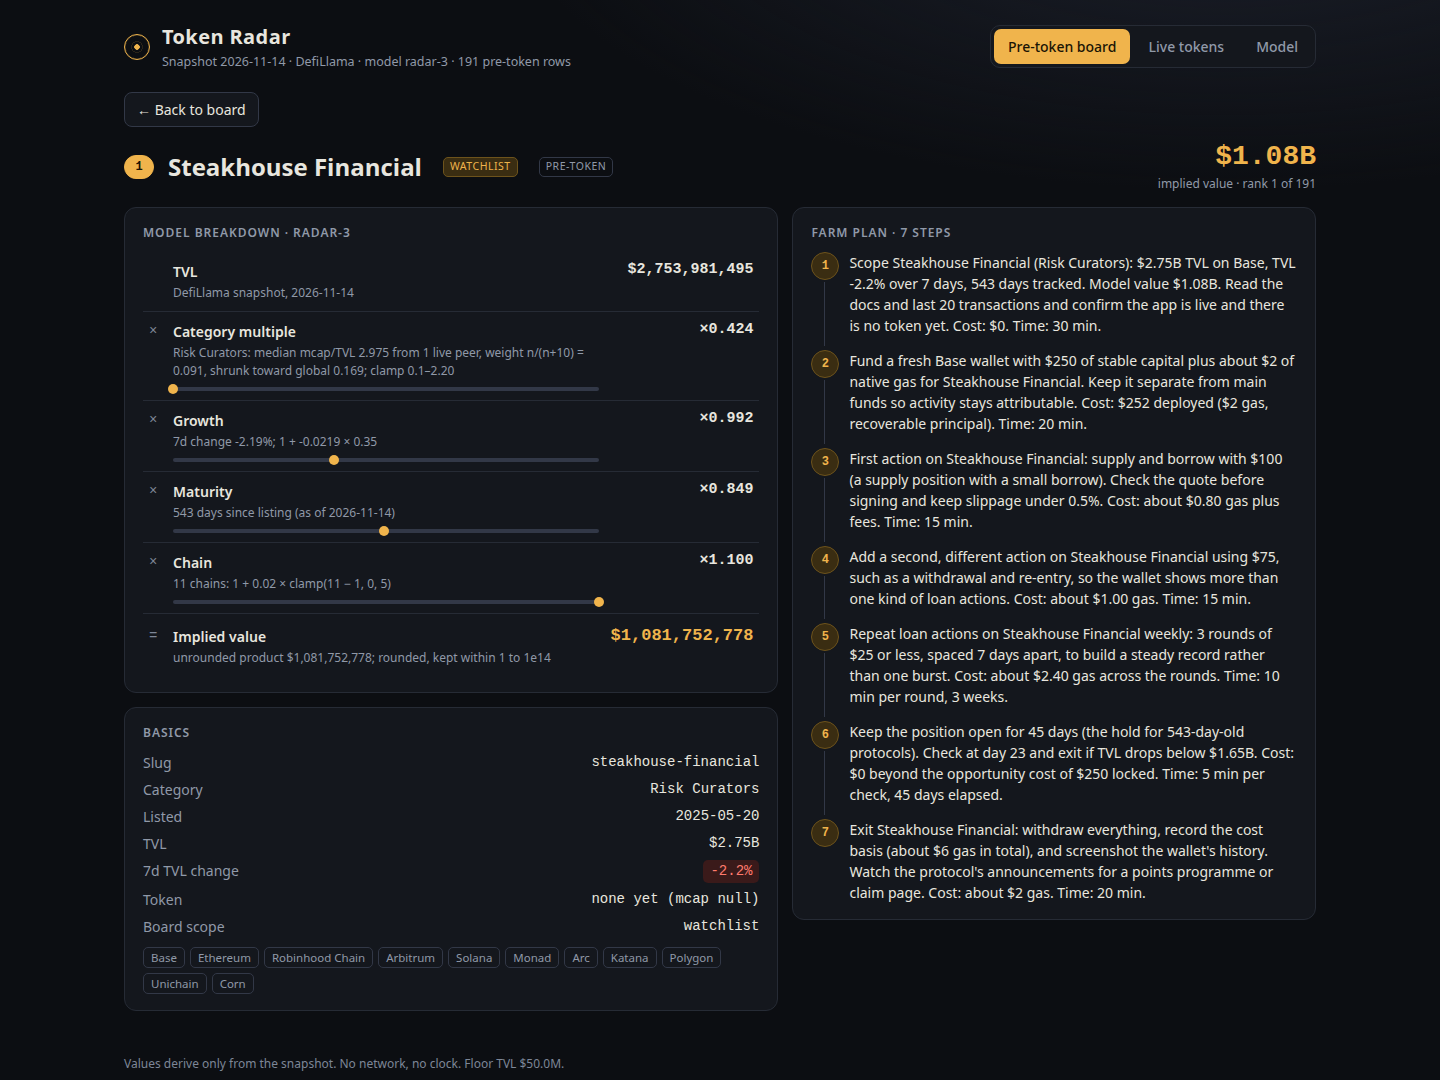 Token Radar
Snapshot 2026-11-14 · DefiLlama · model radar-3 · 191 pre-token rows
Pre-token board
Live tokens
Model
← Back to board
1
Steakhouse Financial
WATCHLIST
PRE-TOKEN
$1.08B
implied value · rank 1 of 191
MODEL BREAKDOWN · RADAR-3
TVL
$2,753,981,495
DefiLlama snapshot, 2026-11-14
× Category multiple
×0.424
Risk Curators: median mcap/TVL 2.975 from 1 live peer, weight n/(n+10) =
0.091, shrunk toward global 0.169; clamp 0.1–2.20
× Growth
×0.992
7d change -2.19%; 1 + -0.0219 × 0.35
× Maturity
×0.849
543 days since listing (as of 2026-11-14)
× Chain
×1.100
11 chains: 1 + 0.02 × clamp(11 − 1, 0, 5)
= Implied value
$1,081,752,778
unrounded product $1,081,752,778; rounded, kept within 1 to 1e14
BASICS
Slug
steakhouse-financial
Category
Risk Curators
Listed
2025-05-20
TVL
$2.75B
7d TVL change
-2.2%
Token
none yet (mcap null)
Board scope
watchlist
Base
Ethereum
Robinhood Chain
Arbitrum
Solana
Monad
Arc
Katana
Polygon
Unichain
Corn
FARM PLAN · 7 STEPS
1
Scope Steakhouse Financial (Risk Curators): $2.75B TVL on Base, TVL
-2.2% over 7 days, 543 days tracked. Model value $1.08B. Read the
docs and last 20 transactions and confirm the app is live and there
is no token yet. Cost: $0. Time: 30 min.
2
Fund a fresh Base wallet with $250 of stable capital plus about $2 of
native gas for Steakhouse Financial. Keep it separate from main
funds so activity stays attributable. Cost: $252 deployed ($2 gas,
recoverable principal). Time: 20 min.
3
First action on Steakhouse Financial: supply and borrow with $100
(a supply position with a small borrow). Check the quote before
signing and keep slippage under 0.5%. Cost: about $0.80 gas plus
fees. Time: 15 min.
4
Add a second, different action on Steakhouse Financial using $75,
such as a withdrawal and re-entry, so the wallet shows more than
one kind of loan actions. Cost: about $1.00 gas. Time: 15 min.
5
Repeat loan actions on Steakhouse Financial weekly: 3 rounds of
$25 or less, spaced 7 days apart, to build a steady record rather
than one burst. Cost: about $2.40 gas across the rounds. Time: 10
min per round, 3 weeks.
6
Keep the position open for 45 days (the hold for 543-day-old
protocols). Check at day 23 and exit if TVL drops below $1.65B. Cost:
$0 beyond the opportunity cost of $250 locked. Time: 5 min per
check, 45 days elapsed.
7
Exit Steakhouse Financial: withdraw everything, record the cost
basis (about $6 gas in total), and screenshot the wallet's history.
Watch the protocol's announcements for a points programme or
claim page. Cost: about $2 gas. Time: 20 min.
Values derive only from the snapshot. No network, no clock. Floor TVL $50.0M.